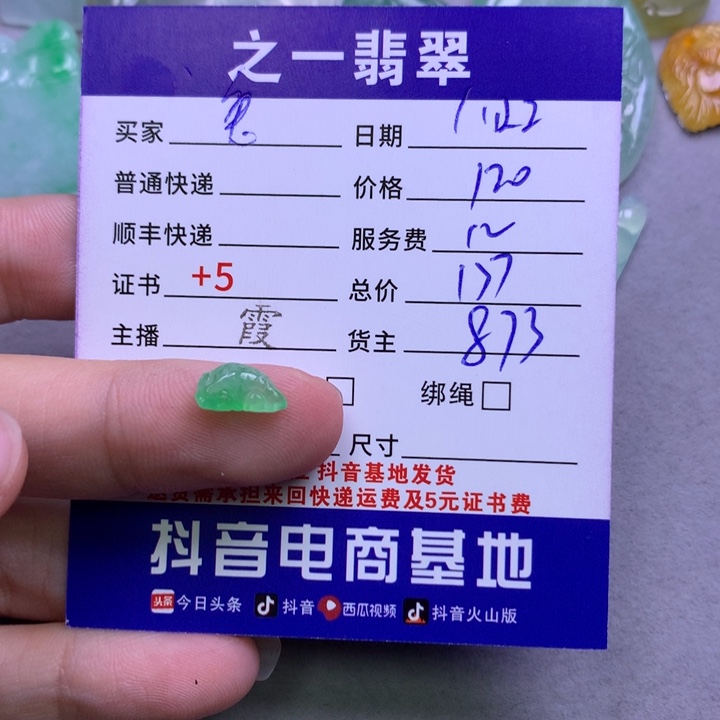 之一翡翠
买家 日期
普通快递 价格 120
顺丰快递 服务费 12
证书 +5 总价 137
主播 霞 货主 873
绑绳
尺寸
抖音基地发货
退货需承担来回快递运费及5元证书费
抖音电商基地
头条 今日头条 抖音 西瓜视频 抖音火山版